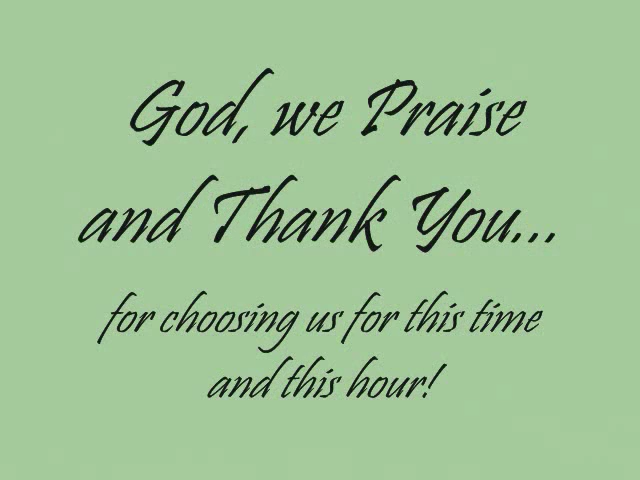 God, we Praise
and Thank You...
for choosing us for this time
and this hour!